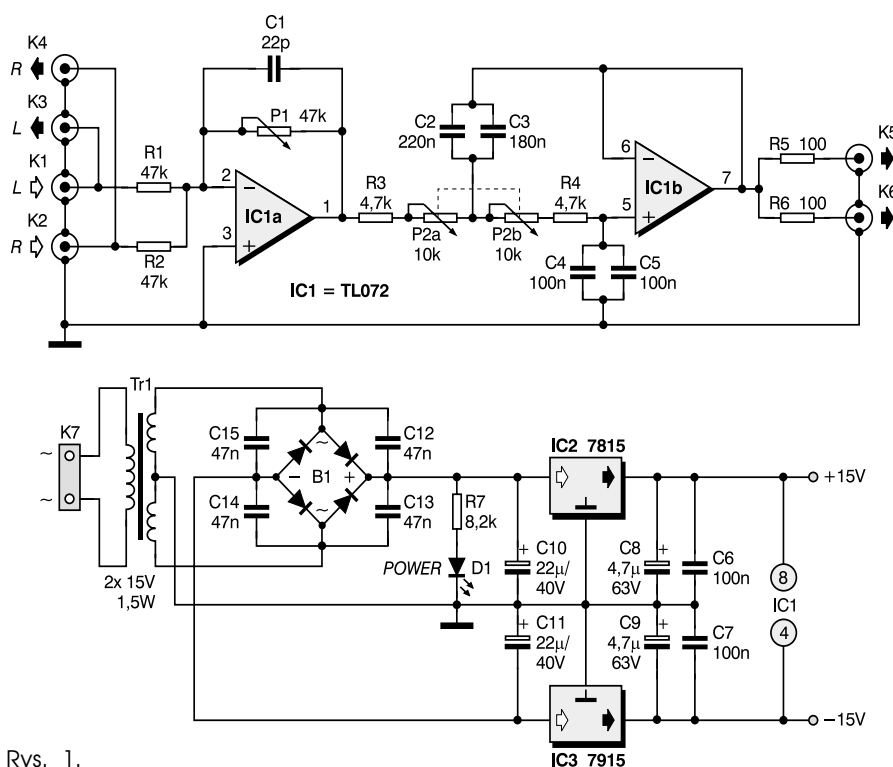 K4
R
K3
L
K1
L
K2
R
R1
47k
R2
47k
C1
22p
P1
47k
2
3
1
IC1a
IC1 = TL072
R3
4,7k
P2a
10k
P2b
10k
C2
220n
C3
180n
R4
4,7k
C4
100n
C5
100n
6
5
7
IC1b
R5 100
R6 100
K5
K6
K7
~
~
Tr1
2x 15V
1,5W
C15
47n
C14
47n
~
− B1 +
~
C12
47n
C13
47n
R7
8,2k
POWER
D1
+
C10
22µ/
40V
+
C11
22µ/
40V
IC2 7815
IC3 7915
+
C8
4,7µ
63V
+
C9
4,7µ
63V
C6
100n
C7
100n
+15V
8
IC1
4
−15V
Rys. 1.